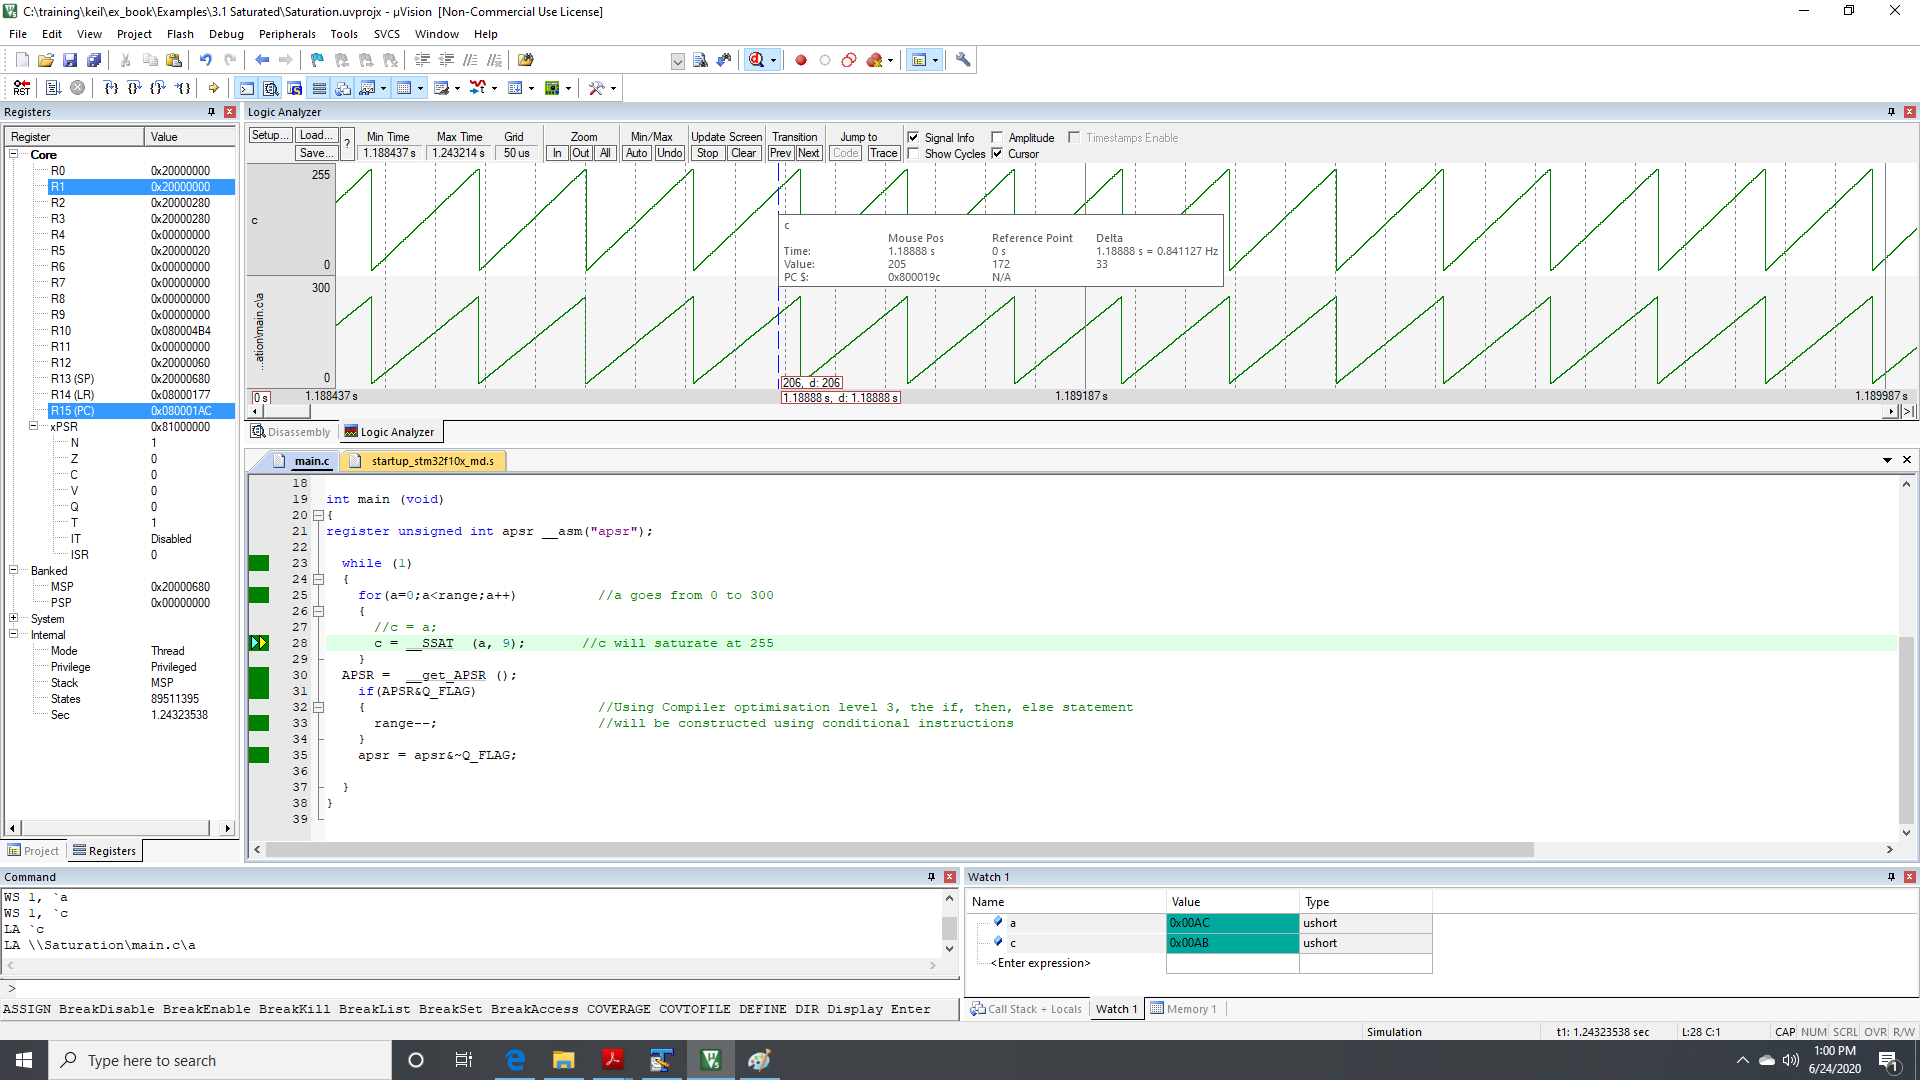 C:\training\keil\ex_book\Examples\3.1 Saturated\Saturation.uvprojx - µVision  [Non-Commercial Use License]
File Edit View Project Flash Debug Peripherals Tools SVCS Window Help
RST
Registers
Register Value
Core
R0 0x20000000
R1 0x20000000
R2 0x20000280
R3 0x20000280
R4 0x00000000
R5 0x20000020
R6 0x00000000
R7 0x00000000
R8 0x00000000
R9 0x00000000
R10 0x080004B4
R11 0x00000000
R12 0x20000060
R13 (SP) 0x20000680
R14 (LR) 0x08000177
R15 (PC) 0x080001AC
xPSR 0x81000000
N 1
Z 0
C 0
V 0
Q 0
T 1
IT Disabled
ISR 0
Banked
MSP 0x20000680
PSP 0x00000000
System
Internal
Mode Thread
Privilege Privileged
Stack MSP
States 89511395
Sec 1.24323538
Project Registers
Logic Analyzer
Setup... Load... ? Min Time Max Time Grid Zoom Min/Max Update Screen Transition Jump to Signal Info Amplitude Timestamps Enable
Save... 1.188437 s 1.243214 s 50 us In Out All Auto Undo Stop Clear Prev Next Code Trace Show Cycles Cursor
255
c
0
300
...ation\main.c\a
0
c
Mouse Pos Reference Point Delta
Time: 1.18888 s 0 s 1.18888 s = 0.841127 Hz
Value: 205 172 33
PC $: 0x800019c N/A
206,  d: 206
0 s 1.188437 s 1.18888 s,  d: 1.18888 s 1.189187 s 1.189987 s
Disassembly Logic Analyzer
main.c startup_stm32f10x_md.s
18
19 int main (void)
20 {
21 register unsigned int apsr __asm("apsr");
22
23 while (1)
24 {
25 for(a=0;a<range;a++) //a goes from 0 to 300
26 {
27 //c = a;
28 c = __SSAT (a, 9); //c will saturate at 255
29 }
30 APSR = __get_APSR ();
31 if(APSR&Q_FLAG)
32 { //Using Compiler optimisation level 3, the if, then, else statement
33 range--; //will be constructed using conditional instructions
34 }
35 apsr = apsr&~Q_FLAG;
36
37 }
38 }
39
Command
WS 1, `a
WS 1, `c
LA `c
LA \\Saturation\main.c\a
>
ASSIGN BreakDisable BreakEnable BreakKill BreakList BreakSet BreakAccess COVERAGE COVTOFILE DEFINE DIR Display Enter
Watch 1
Name Value Type
a 0x00AC ushort
c 0x00AB ushort
<Enter expression>
Call Stack + Locals Watch 1 Memory 1
Simulation t1: 1.24323538 sec L:28 C:1 CAP NUM SCRL OVR R/W
Type here to search
1:00 PM
6/24/2020
1